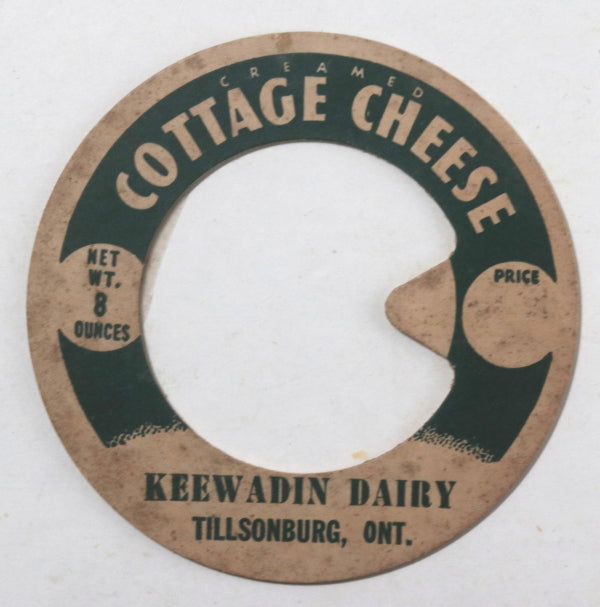 CREAMED
COTTAGE CHEESE
NET
WT.
8
OUNCES
PRICE
KEEWADIN DAIRY
TILLSONBURG, ONT.